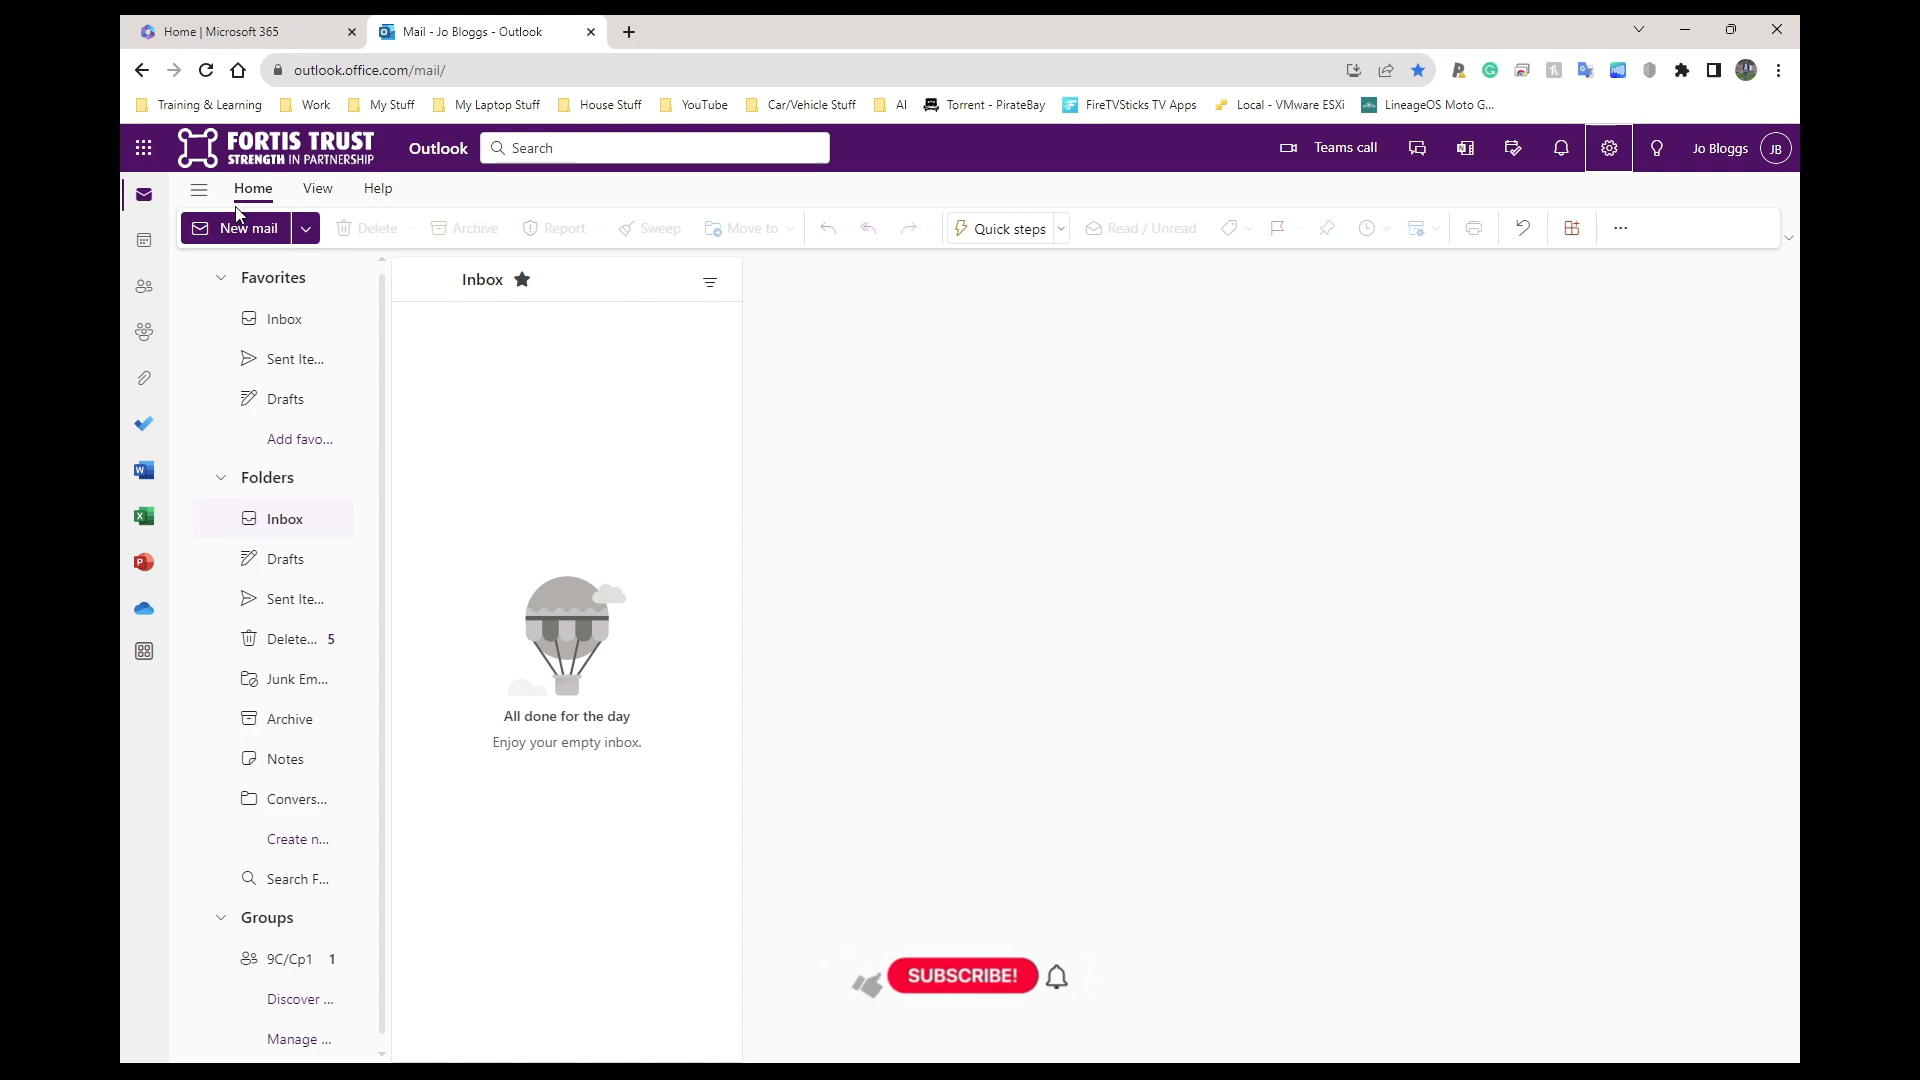 Home | Microsoft 365
Mail - Jo Bloggs - Outlook
outlook.office.com/mail/
Training & Learning
Work
My Stuff
My Laptop Stuff
House Stuff
YouTube
Car/Vehicle Stuff
AI
Torrent - PirateBay
FireTVSticks TV Apps
Local - VMware ESXi
LineageOS Moto G...
FORTIS TRUST
STRENGTH IN PARTNERSHIP
Outlook
Search
Teams call
Jo Bloggs
JB
Home
View
Help
New mail
Delete
Archive
Report
Sweep
Move to
Quick steps
Read / Unread
Favorites
Inbox
Sent Ite...
Drafts
Add favo...
Folders
Inbox
Drafts
Sent Ite...
Delete... 5
Junk Em...
Archive
Notes
Convers...
Create n...
Search F...
Groups
9C/Cp1 1
Discover ...
Manage ...
Inbox
All done for the day
Enjoy your empty inbox.
SUBSCRIBE!